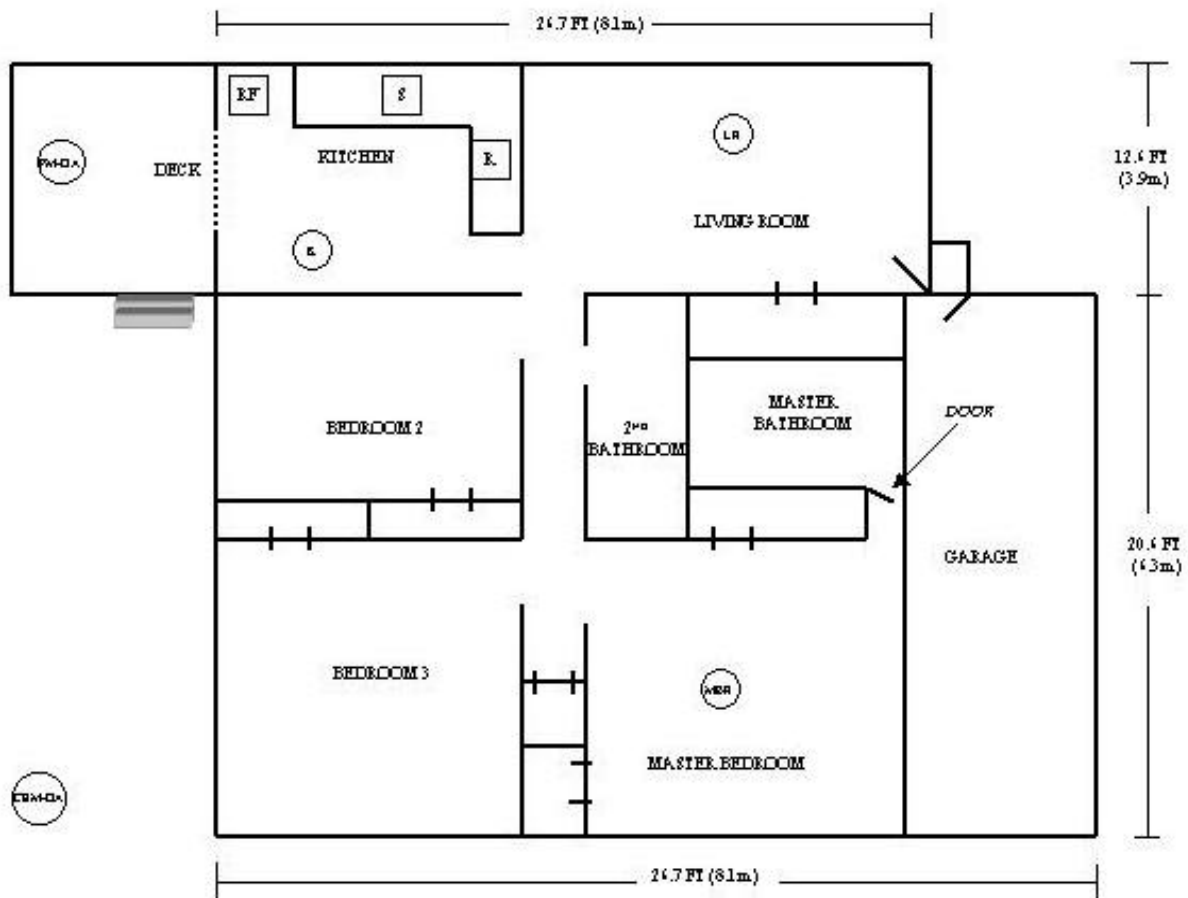 26.7 FT (8.1m)
RF
S
R
LR
12.6 FT
(3.9m)
DECK
KITCHEN
LIVING ROOM
K
BEDROOM 2
2ND
BATHROOM
MASTER
BATHROOM
DOOR
GARAGE
20.6 FT
(6.3m)
BEDROOM 3
MBR
MASTER BEDROOM
26.7 FT (8.1m)